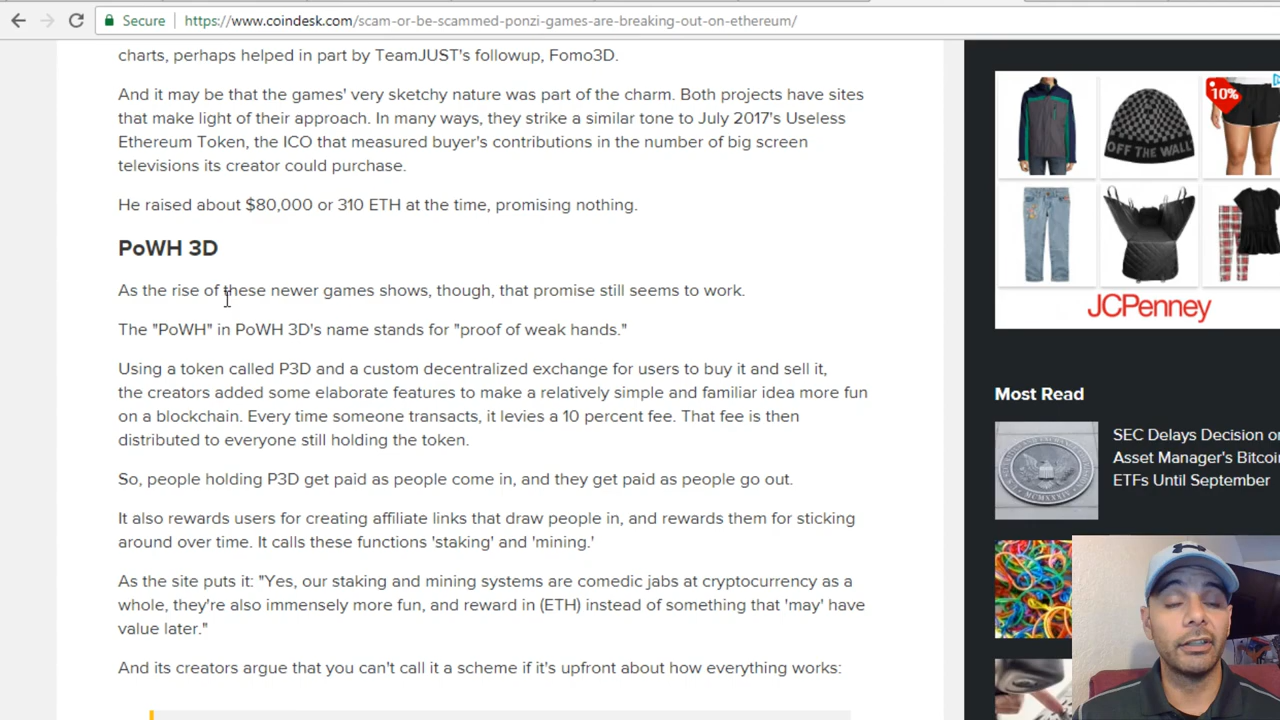 Secure
https://www.coindesk.com/scam-or-be-scammed-ponzi-games-are-breaking-out-on-ethereum/
charts, perhaps helped in part by TeamJUST's followup, Fomo3D.
And it may be that the games' very sketchy nature was part of the charm. Both projects have sites
that make light of their approach. In many ways, they strike a similar tone to July 2017's Useless
Ethereum Token, the ICO that measured buyer's contributions in the number of big screen
televisions its creator could purchase.
He raised about $80,000 or 310 ETH at the time, promising nothing.
PoWH 3D
As the rise of these newer games shows, though, that promise still seems to work.
The "PoWH" in PoWH 3D's name stands for "proof of weak hands."
Using a token called P3D and a custom decentralized exchange for users to buy it and sell it,
the creators added some elaborate features to make a relatively simple and familiar idea more fun
on a blockchain. Every time someone transacts, it levies a 10 percent fee. That fee is then
distributed to everyone still holding the token.
So, people holding P3D get paid as people come in, and they get paid as people go out.
It also rewards users for creating affiliate links that draw people in, and rewards them for sticking
around over time. It calls these functions 'staking' and 'mining.'
As the site puts it: "Yes, our staking and mining systems are comedic jabs at cryptocurrency as a
whole, they're also immensely more fun, and reward in (ETH) instead of something that 'may' have
value later."
And its creators argue that you can't call it a scheme if it's upfront about how everything works:
10%
OFF THE WALL
JCPenney
Most Read
SEC Delays Decision on
Asset Manager's Bitcoin
ETFs Until September